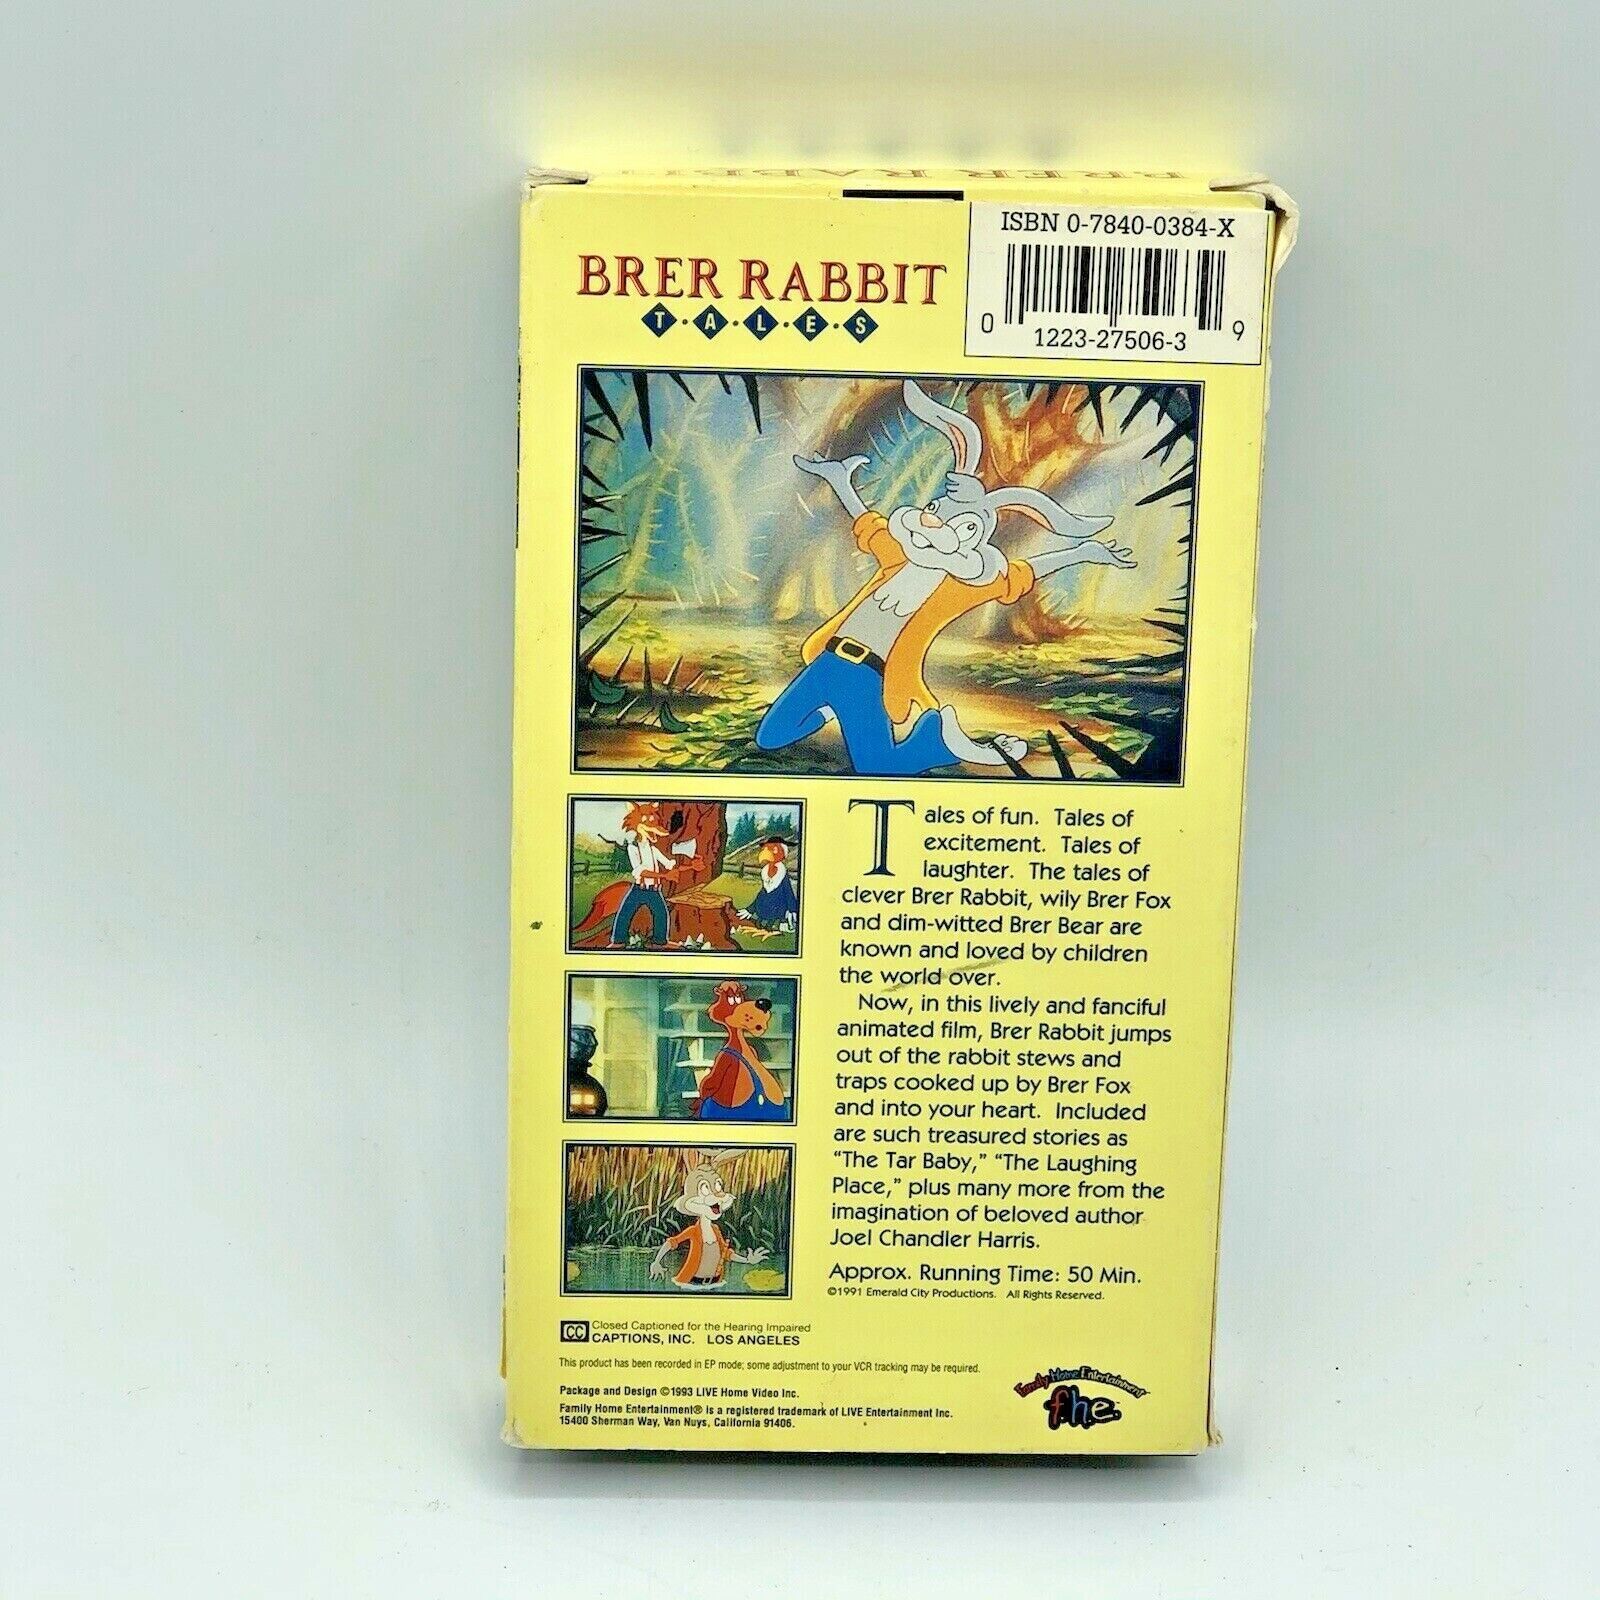 BRER RABBIT
ISBN 0-7840-0384-X
0 1223-27506-3 9
BRER RABBIT
T•A•L•E•S
Tales of fun. Tales of
excitement. Tales of
laughter. The tales of
clever Brer Rabbit, wily Brer Fox
and dim-witted Brer Bear are
known and loved by children
the world over.
Now, in this lively and fanciful
animated film, Brer Rabbit jumps
out of the rabbit stews and
traps cooked up by Brer Fox
and into your heart. Included
are such treasured stories as
“The Tar Baby,” “The Laughing
Place,” plus many more from the
imagination of beloved author
Joel Chandler Harris.
Approx. Running Time: 50 Min.
©1991 Emerald City Productions. All Rights Reserved.
CC Closed Captioned for the Hearing Impaired
CAPTIONS, INC. LOS ANGELES
This product has been recorded in EP mode; some adjustment to your VCR tracking may be required.
Package and Design ©1993 LIVE Home Video Inc.
Family Home Entertainment® is a registered trademark of LIVE Entertainment Inc.
15400 Sherman Way, Van Nuys, California 91406.
Family Home Entertainment
f.h.e.